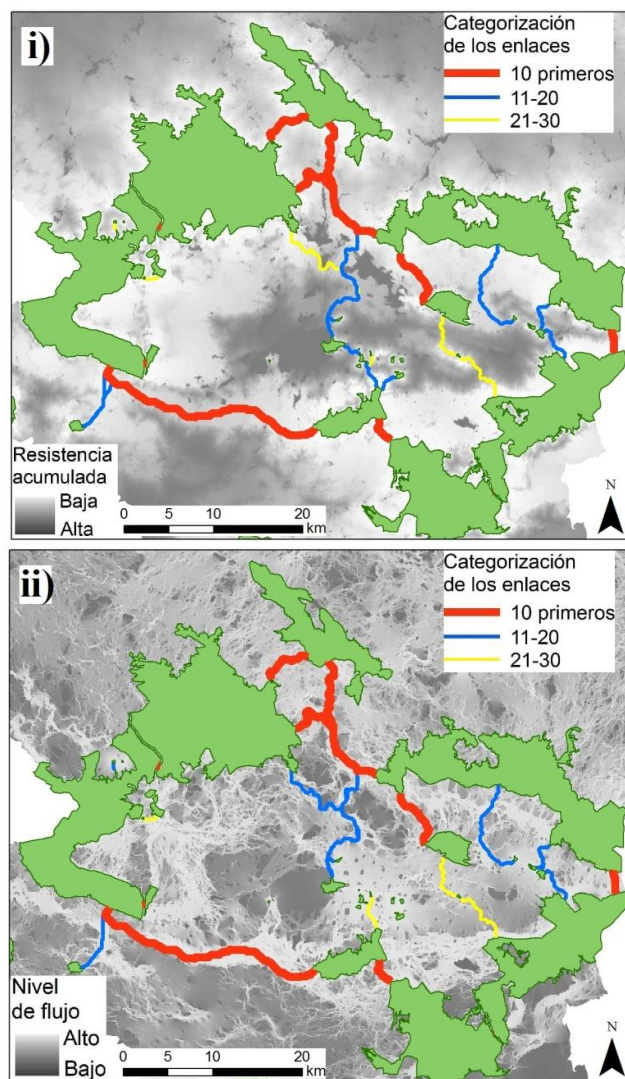 i)
Categorización
de los enlaces
10 primeros
11-20
21-30
Resistencia
acumulada
Baja
Alta
0 5 10 20
km
N
ii)
Categorización
de los enlaces
10 primeros
11-20
21-30
Nivel
de flujo
Alto
Bajo
0 5 10 20
km
N